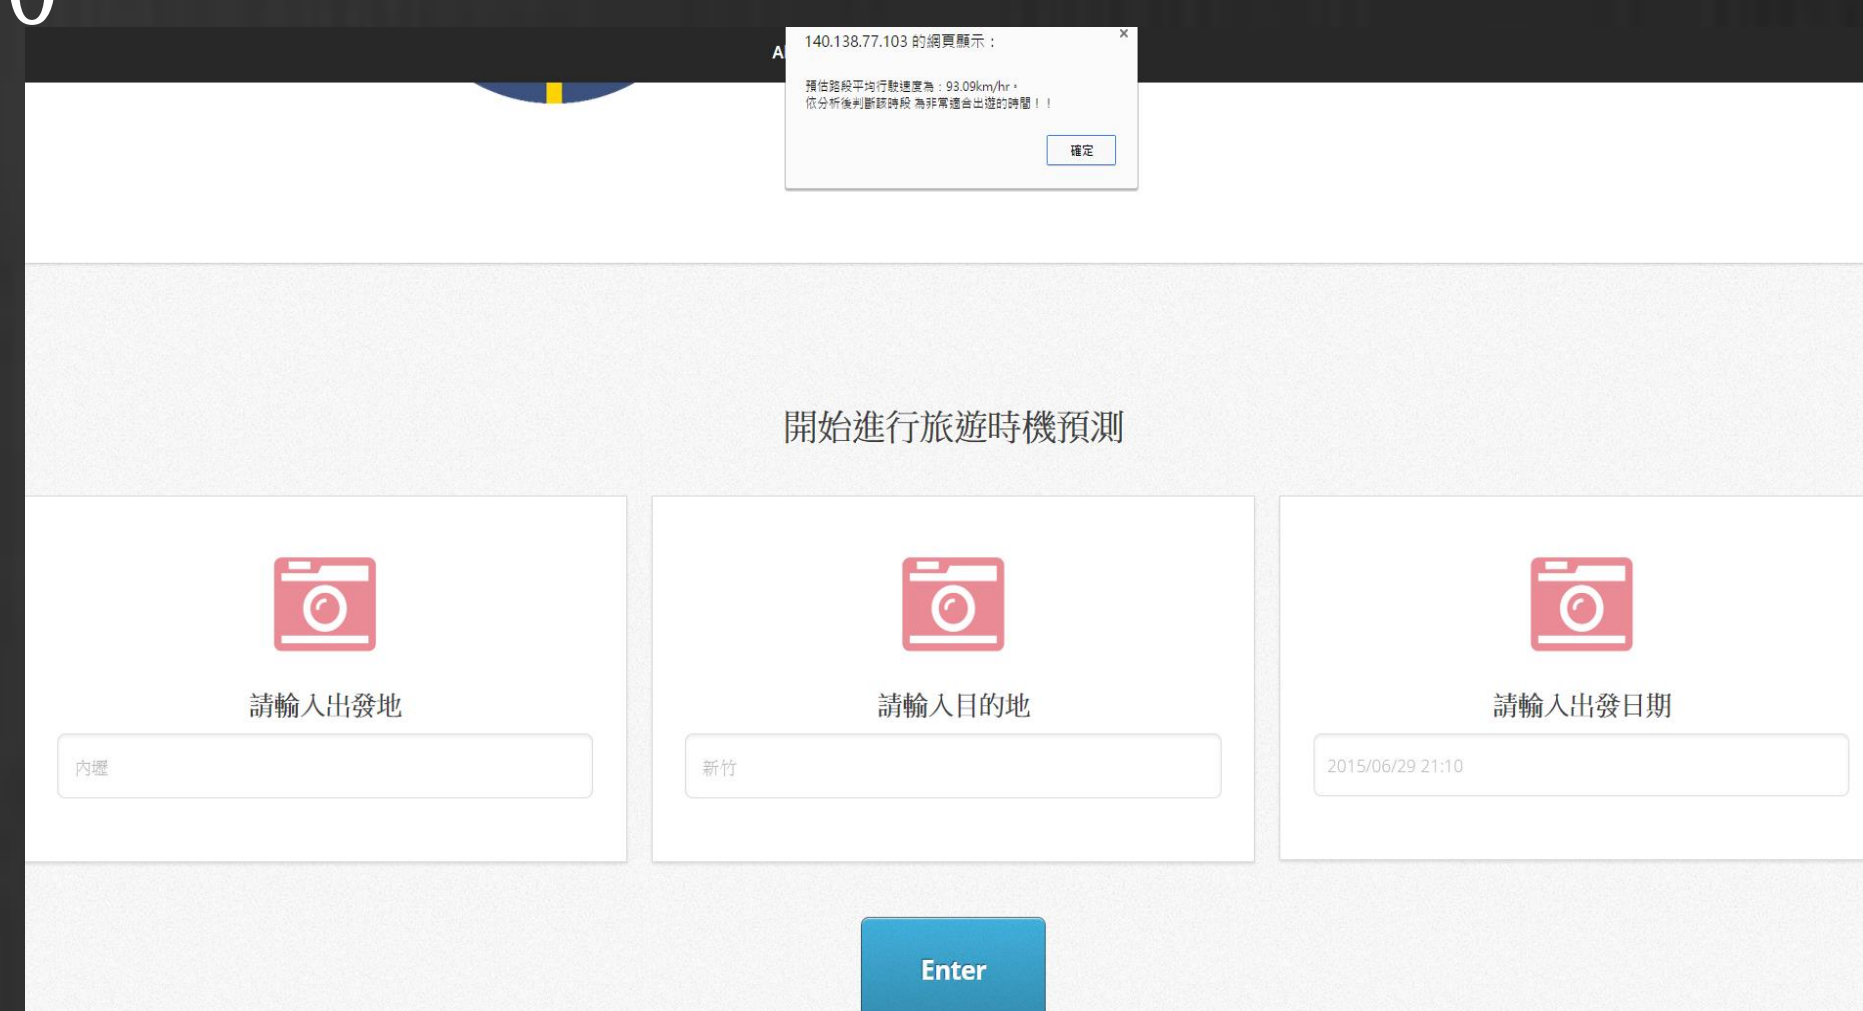 140.138.77.103 的網頁顯示：
×
預估路段平均行駛速度為：93.09km/hr。
依分析後判斷該時段 為非常適合出遊的時間！！
確定
開始進行旅遊時機預測
請輸入出發地
內壢
請輸入目的地
新竹
請輸入出發日期
2015/06/29 21:10
Enter